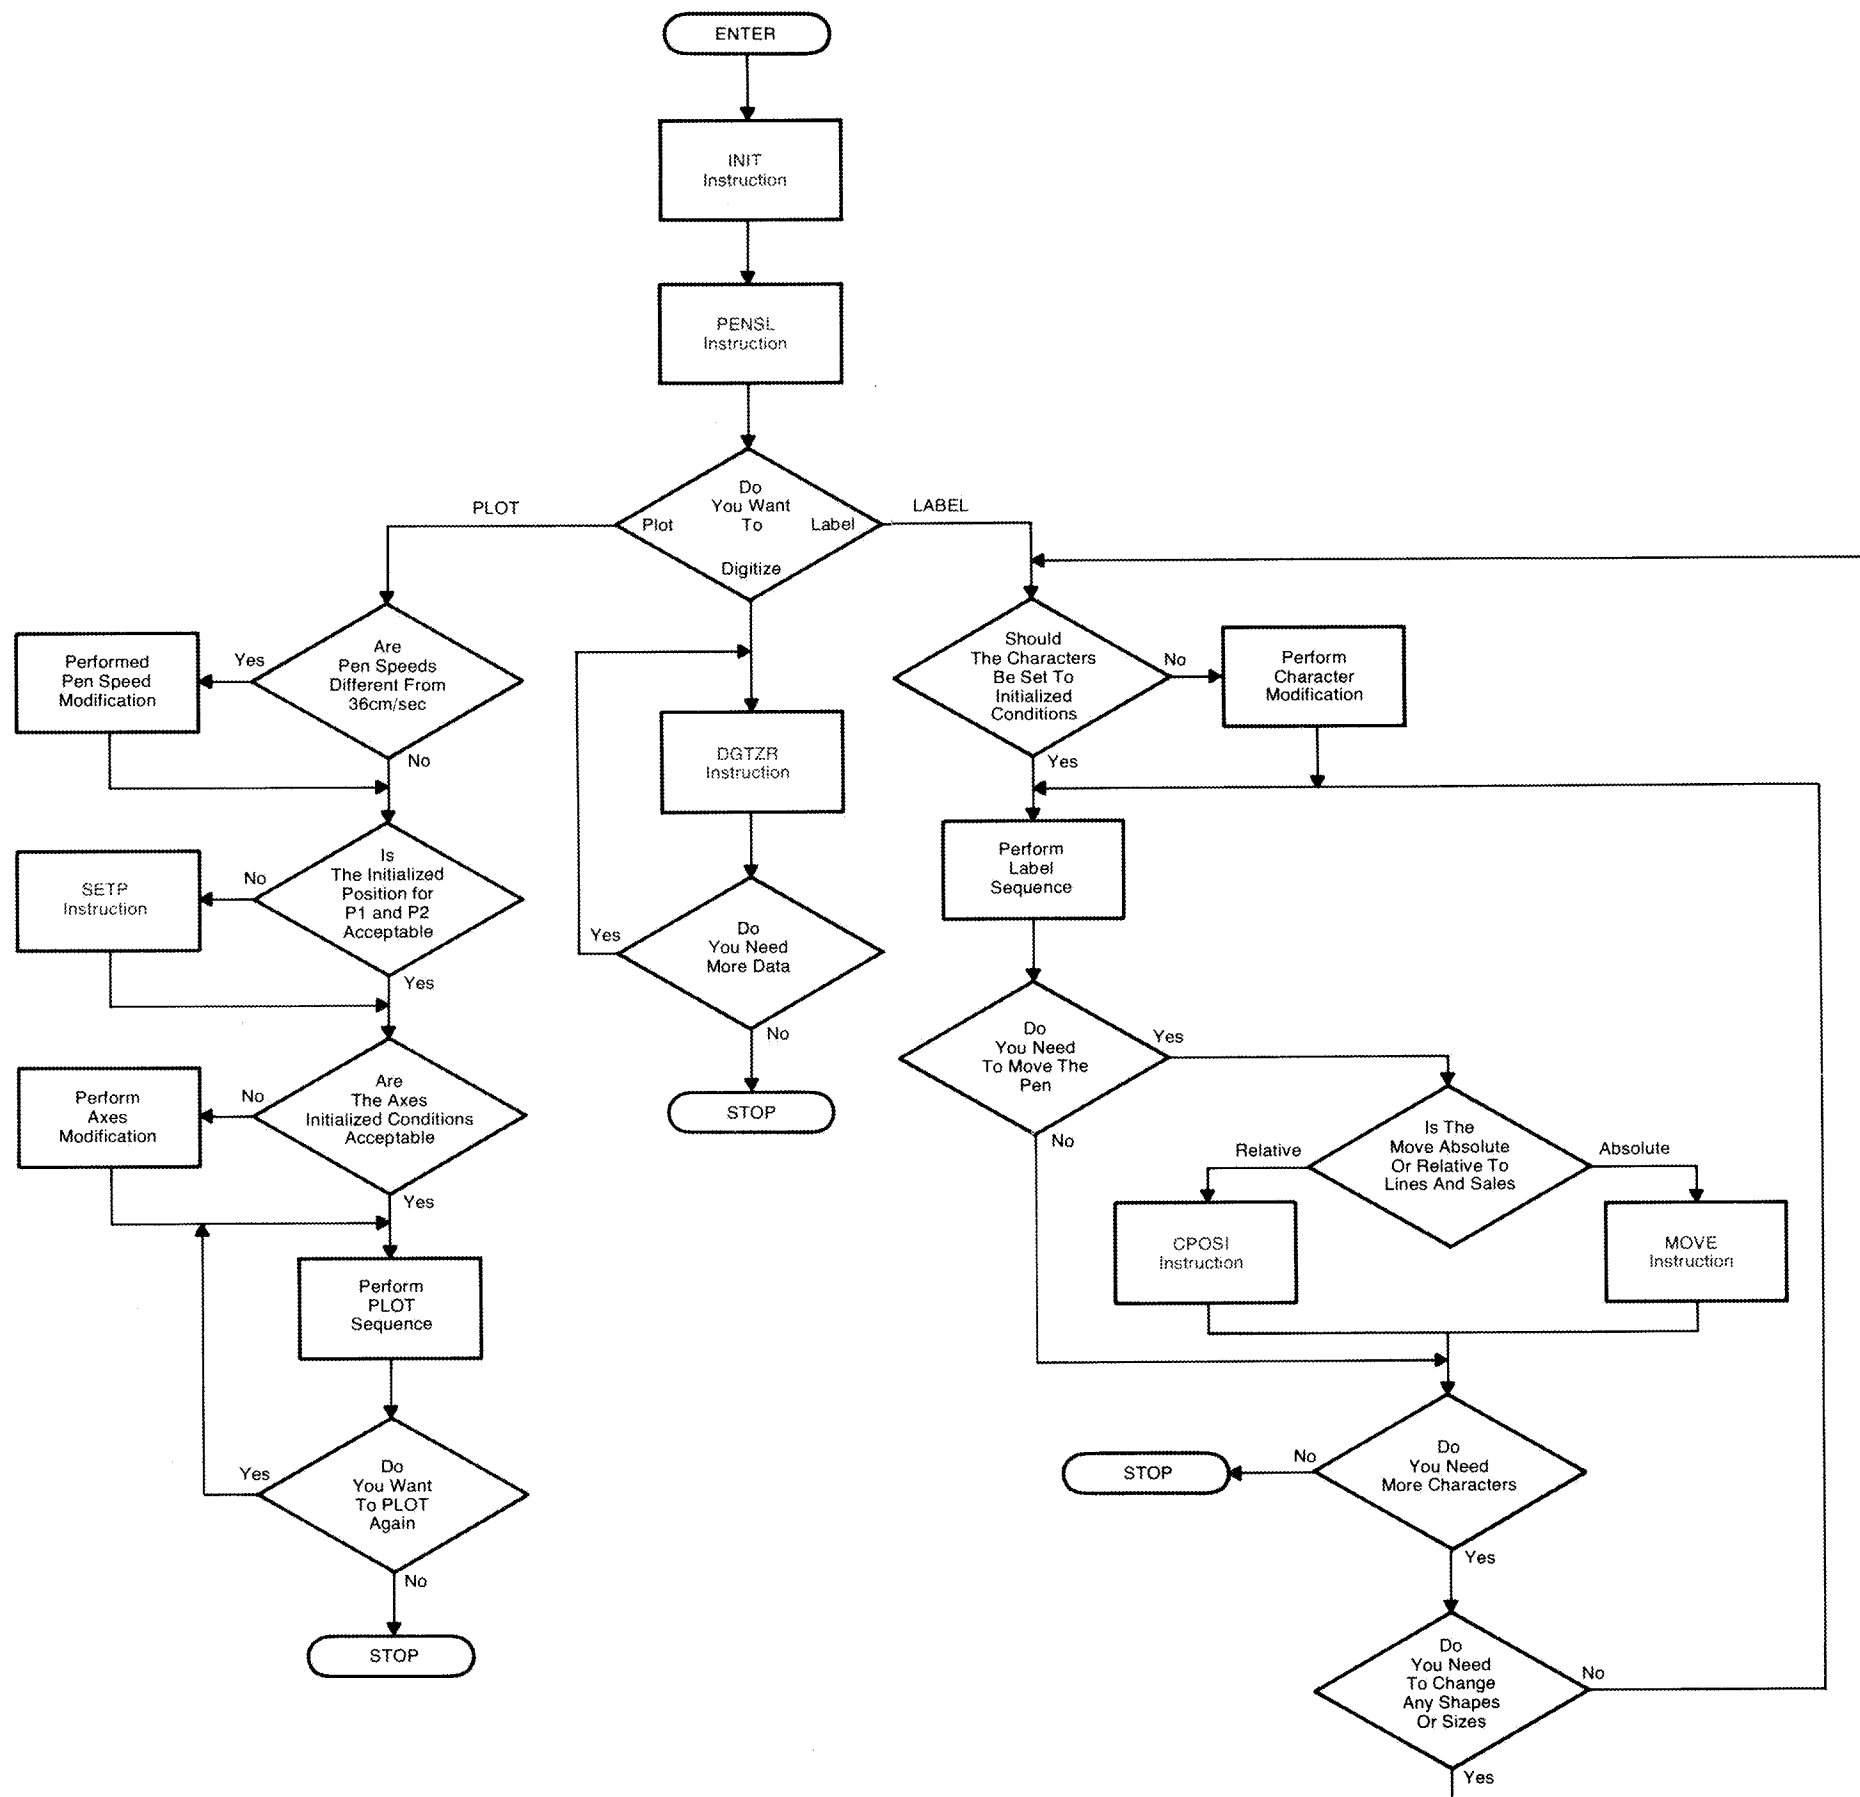 ENTER
INIT
Instruction
PENSL
Instruction
Do
You Want
To
Plot
Label
Digitize
PLOT
LABEL
Are
Pen Speeds
Different From
36cm/sec
Yes
No
Performed
Pen Speed
Modification
Is
The Initialized
Position for
P1 and P2
Acceptable
No
Yes
SETP
Instruction
Are
The Axes
Initialized Conditions
Acceptable
No
Yes
Perform
Axes
Modification
Perform
PLOT
Sequence
Do
You Want
To PLOT
Again
Yes
No
STOP
DGTZR
Instruction
Do
You Need
More Data
Yes
No
STOP
Should
The Characters
Be Set To
Initialized
Conditions
No
Yes
Perform
Character
Modification
Perform
Label
Sequence
Do
You Need
To Move The
Pen
Yes
No
Is The
Move Absolute
Or Relative To
Lines And Sales
Relative
Absolute
CPOSI
Instruction
MOVE
Instruction
Do
You Need
More Characters
No
Yes
STOP
Do
You Need
To Change
Any Shapes
Or Sizes
No
Yes